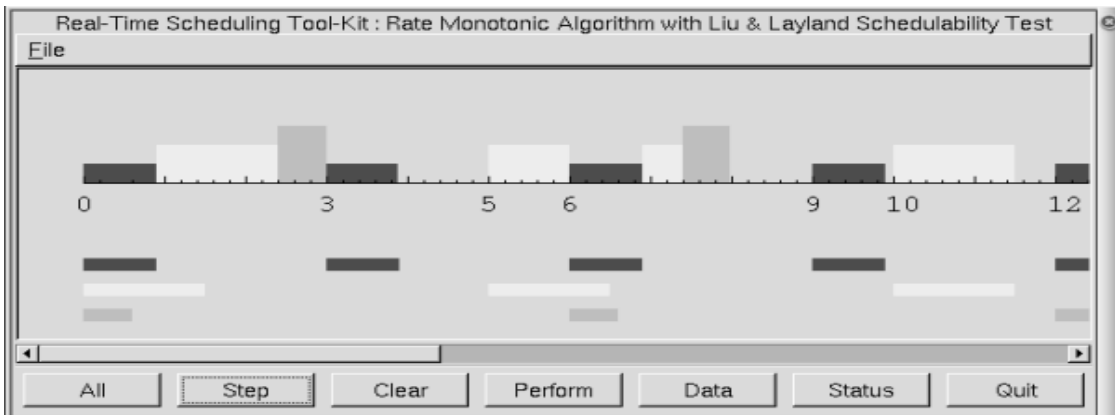 Real-Time Scheduling Tool-Kit : Rate Monotonic Algorithm with Liu & Layland Schedulability Test
File
0 3 5 6 9 10 12
All Step Clear Perform Data Status Quit